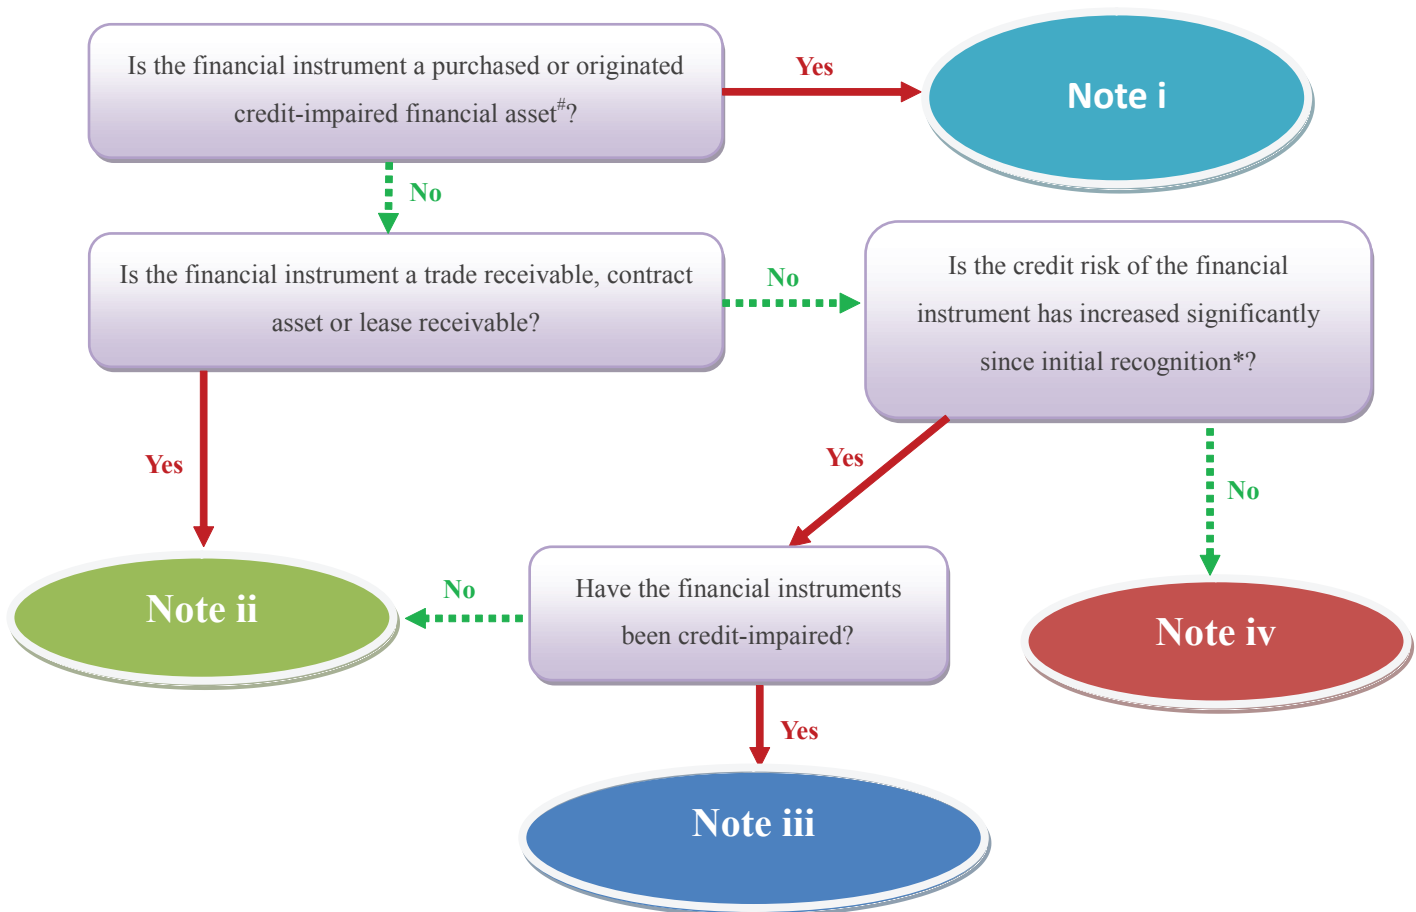 Is the financial instrument a purchased or originated
credit-impaired financial asset#?
Yes
Note i
No
Is the financial instrument a trade receivable, contract
asset or lease receivable?
No
Is the credit risk of the financial
instrument has increased significantly
since initial recognition*?
Yes
Yes
No
Note ii
No
Have the financial instruments
been credit-impaired?
Note iv
Yes
Note iii